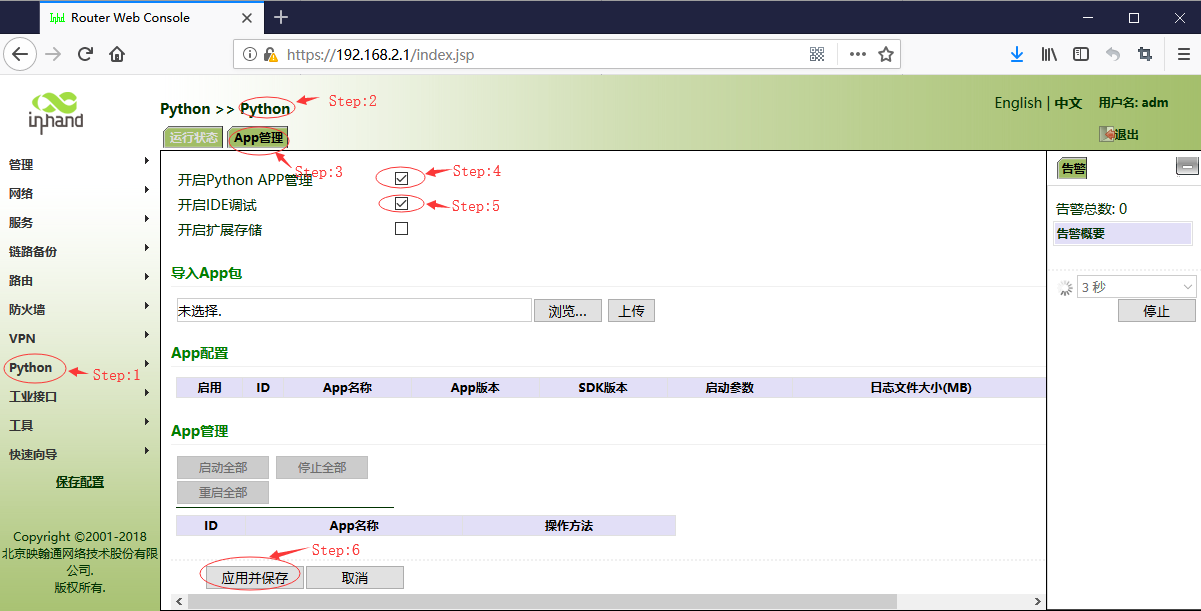 Inhand Router Web Console
https://192.168.2.1/index.jsp
inhand
Python >> Python
Step:2
English | 中文 用户名: adm
退出
运行状态 App管理
Step:3
管理
网络
服务
链路备份
路由
防火墙
VPN
Python
Step:1
工业接口
工具
快速向导
保存配置
Copyright ©2001-2018
北京映翰通网络技术股份有限
公司.
版权所有.
开启Python APP管理
Step:4
开启IDE调试
Step:5
开启扩展存储
导入App包
未选择. 浏览... 上传
App配置
启用 ID App名称 App版本 SDK版本 启动参数 日志文件大小(MB)
App管理
启动全部 停止全部
重启全部
ID App名称 操作方法
Step:6
应用并保存 取消
告警
告警总数: 0
告警概要
3 秒
停止